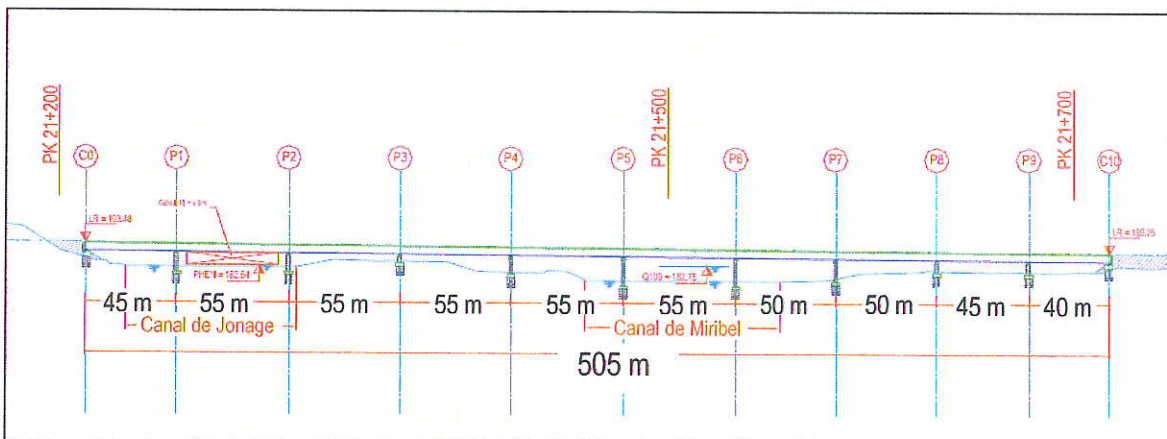 PK 21+200
PK 21+500
PK 21+700
C0 P1 P2 P3 P4 P5 P6 P7 P8 P9 C10
45 m 55 m 55 m 55 m 55 m 55 m 50 m 50 m 45 m 40 m
Canal de Jonage
Canal de Miribel
505 m